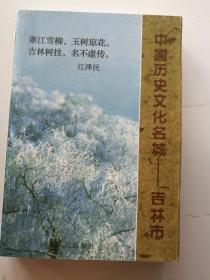 寒江雪柳，玉树琼花。
吉林树挂，名不虚传。
江泽民
中国历史文化名城——吉林市